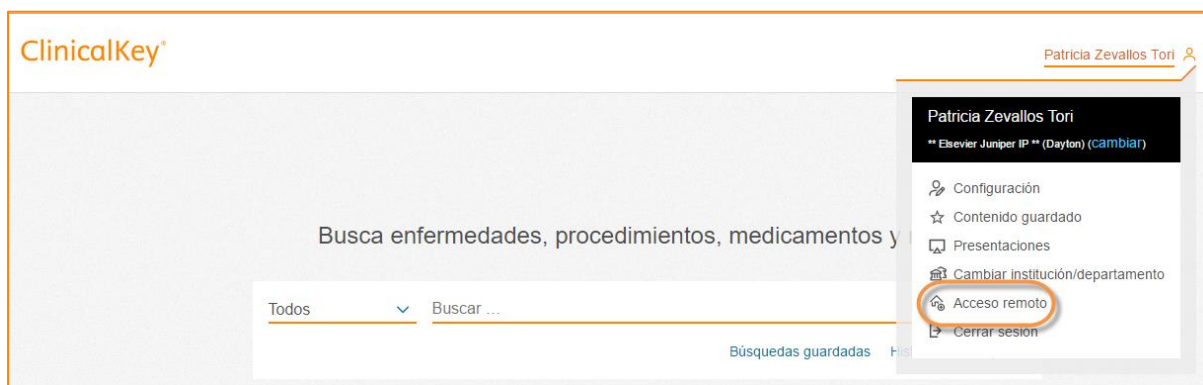 ClinicalKey®
Patricia Zevallos Tori
Patricia Zevallos Tori
** Elsevier Juniper IP ** (Dayton) (cambiar)
Configuración
Contenido guardado
Presentaciones
Cambiar institución/departamento
Acceso remoto
Cerrar sesión
Busca enfermedades, procedimientos, medicamentos y
Todos
Buscar ...
Búsquedas guardadas